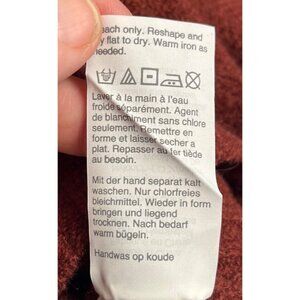 each only. Reshape and
flat to dry. Warm iron as
needed.
Laver à la main à l'eau
froide séparément. Agent
de blanchiment sans chlore
seulement. Remettre en
forme et laisser secher a
plat. Repasser au fer tiède
au besoin.
Mit der hand separat kalt
waschen. Nur chlorfreies
bleichmittel. Wieder in form
bringen und liegend
trocknen. Nach bedarf
warm bügeln.
Handwas op koude